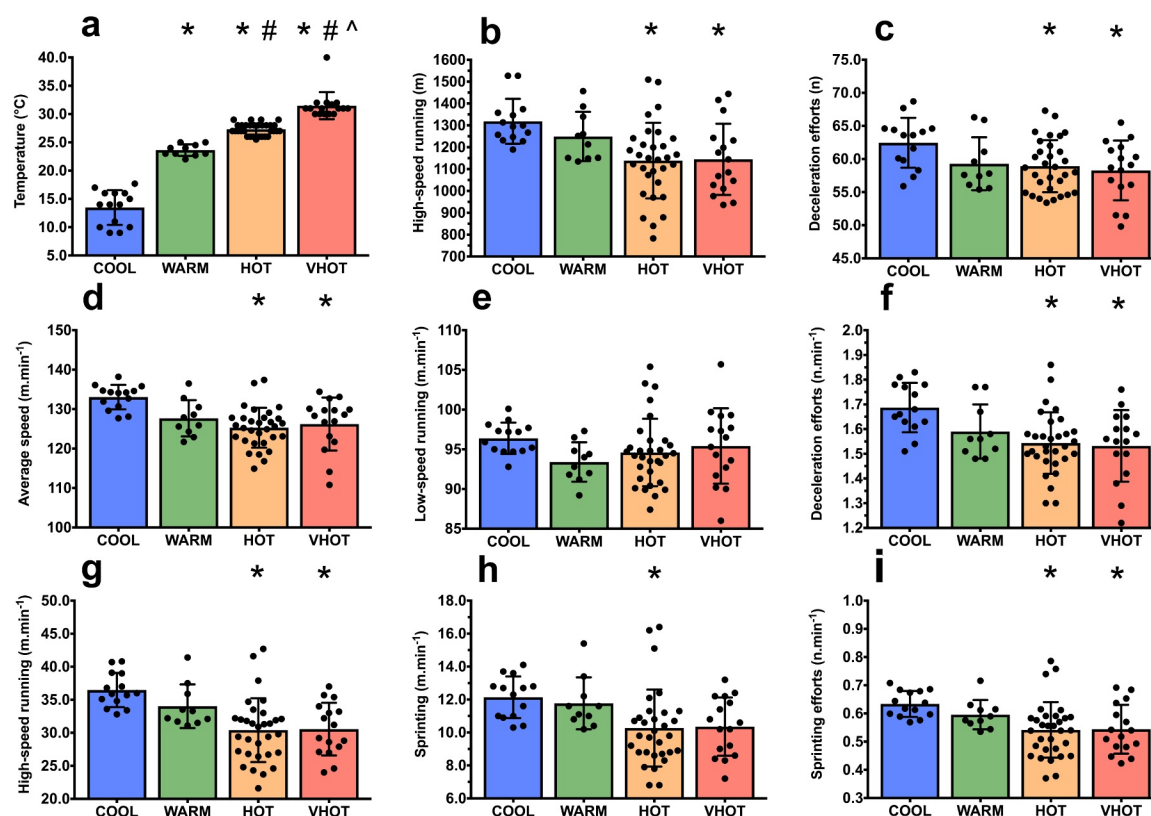 a * * # * # ^
Temperature (°C)
40.0
35.0
30.0
25.0
20.0
15.0
10.0
5.0
COOL WARM HOT VHOT
b * *
High-speed running (m)
1600
1500
1400
1300
1200
1100
1000
900
800
700
COOL WARM HOT VHOT
c * *
Deceleration efforts (n)
75.0
70.0
65.0
60.0
55.0
50.0
45.0
COOL WARM HOT VHOT
d * *
Average speed (m.min⁻¹)
150
140
130
120
110
100
COOL WARM HOT VHOT
e
Low-speed running (m.min⁻¹)
110
105
100
95
90
85
COOL WARM HOT VHOT
f * *
Deceleration efforts (n.min⁻¹)
2.0
1.9
1.8
1.7
1.6
1.5
1.4
1.3
1.2
COOL WARM HOT VHOT
g * *
High-speed running (m.min⁻¹)
50.0
45.0
40.0
35.0
30.0
25.0
20.0
COOL WARM HOT VHOT
h *
Sprinting (m.min⁻¹)
18.0
16.0
14.0
12.0
10.0
8.0
6.0
COOL WARM HOT VHOT
i * *
Sprinting efforts (n.min⁻¹)
1.0
0.9
0.8
0.7
0.6
0.5
0.4
0.3
COOL WARM HOT VHOT